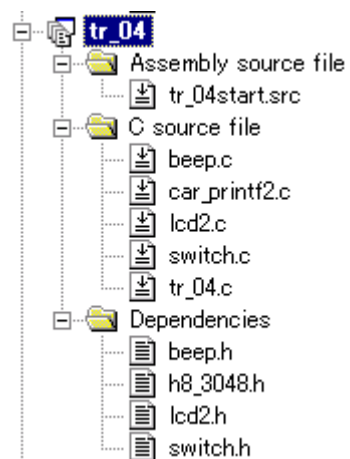 tr_04
Assembly source file
tr_04start.src
C source file
beep.c
car_printf2.c
lcd2.c
switch.c
tr_04.c
Dependencies
beep.h
h8_3048.h
lcd2.h
switch.h